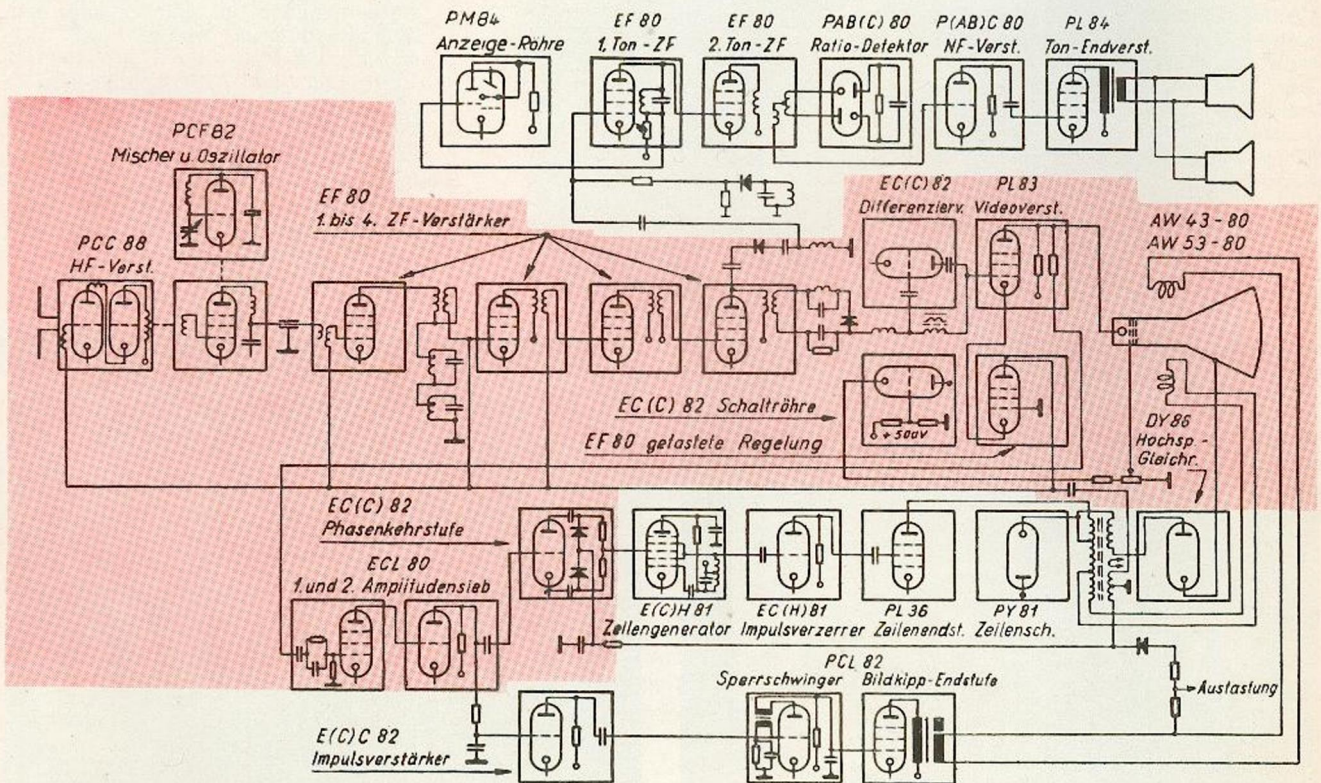 PM84
Anzeige-Röhre
EF 80
1. Ton-ZF
EF 80
2. Ton-ZF
PAB(C) 80
Ratio-Detektor
P(AB)C 80
NF-Verst.
PL 84
Ton-Endverst.
PCF 82
Mischer u. Oszillator
EF 80
1. bis 4. ZF-Verstärker
PCC 88
HF-Verst.
EC(C) 82
Differenzierv.
PL 83
Videoverst.
AW 43-80
AW 53-80
EC(C) 82 Schaltröhre
+500V
EF 80 getastete Regelung
DY 86
Hochsp.-
Gleichr.
EC(C) 82
Phasenkehrstufe
ECL 80
1. und 2. Amplitudensieb
E(C)H 81
Zeilengenerator
EC(H) 81
Impulsverzerrer
PL 36
Zeilenendst.
PY 81
Zeilensch.
PCL 82
Sperrschwinger Bildkipp-Endstufe
Austastung
E(C)C 82
Impulsverstärker